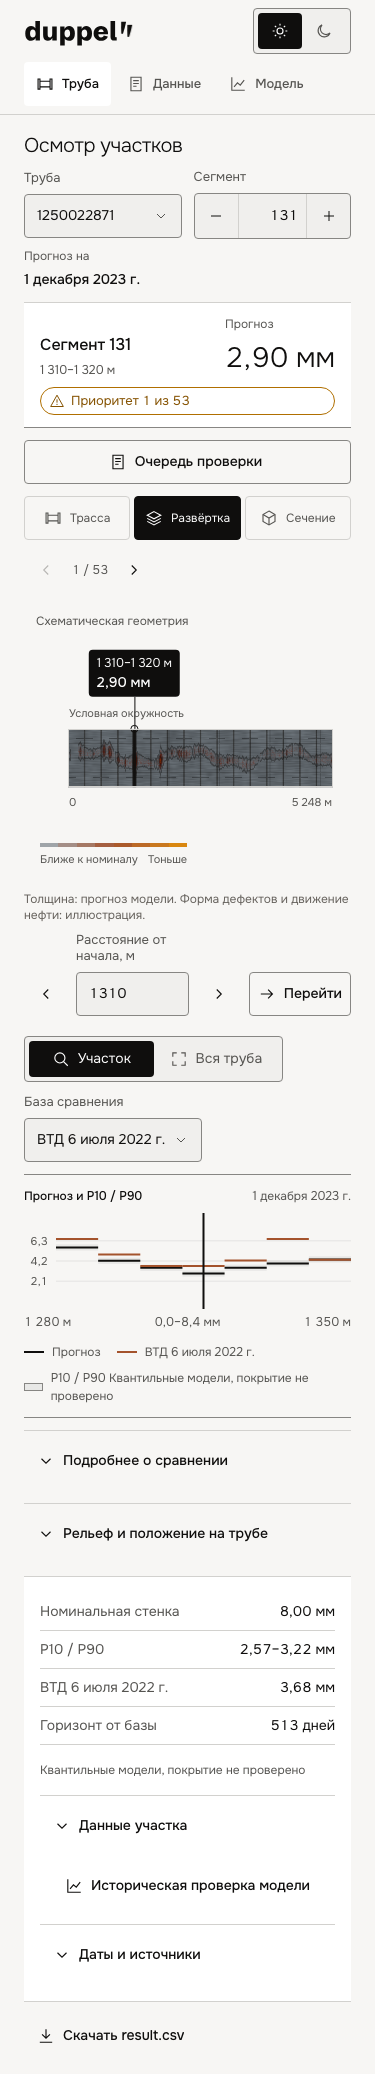 duppel
Труба
Данные
Модель
Осмотр участков
Труба
Сегмент
1250022871
131
Прогноз на
1 декабря 2023 г.
Прогноз
Сегмент 131
2,90 мм
1 310–1 320 м
Приоритет 1 из 53
Очередь проверки
Трасса
Развёртка
Сечение
1 / 53
Схематическая геометрия
1 310–1 320 м
2,90 мм
Условная окружность
0
5 248 м
Ближе к номиналу
Тоньше
Толщина: прогноз модели. Форма дефектов и движение
нефти: иллюстрация.
Расстояние от
начала, м
1310
Перейти
Участок
Вся труба
База сравнения
ВТД 6 июля 2022 г.
Прогноз и P10 / P90
1 декабря 2023 г.
6,3
4,2
2,1
1 280 м
0,0–8,4 мм
1 350 м
Прогноз
ВТД 6 июля 2022 г.
P10 / P90 Квантильные модели, покрытие не
проверено
Подробнее о сравнении
Рельеф и положение на трубе
Номинальная стенка
8,00 мм
P10 / P90
2,57–3,22 мм
ВТД 6 июля 2022 г.
3,68 мм
Горизонт от базы
513 дней
Квантильные модели, покрытие не проверено
Данные участка
Историческая проверка модели
Даты и источники
Скачать result.csv